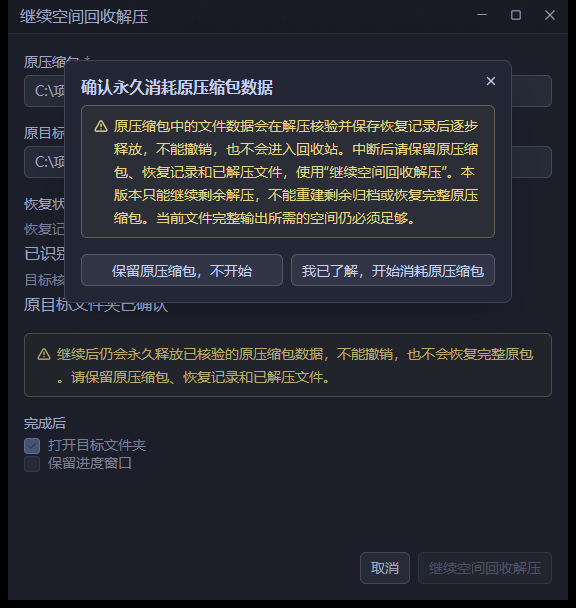 继续空间回收解压
原压缩包 *
C:\项
原目标
C:\项
确认永久消耗原压缩包数据
原压缩包中的文件数据会在解压核验并保存恢复记录后逐步
释放，不能撤销，也不会进入回收站。中断后请保留原压缩
包、恢复记录和已解压文件，使用“继续空间回收解压”。本
版本只能继续剩余解压，不能重建剩余归档或恢复完整原压
缩包。当前文件完整输出所需的空间仍必须足够。
保留原压缩包，不开始
我已了解，开始消耗原压缩包
恢复状
恢复记
已识别
目标核
原目标文件夹已确认
继续后仍会永久释放已核验的原压缩包数据，不能撤销，也不会恢复完整原包
。请保留原压缩包、恢复记录和已解压文件。
完成后
打开目标文件夹
保留进度窗口
取消
继续空间回收解压